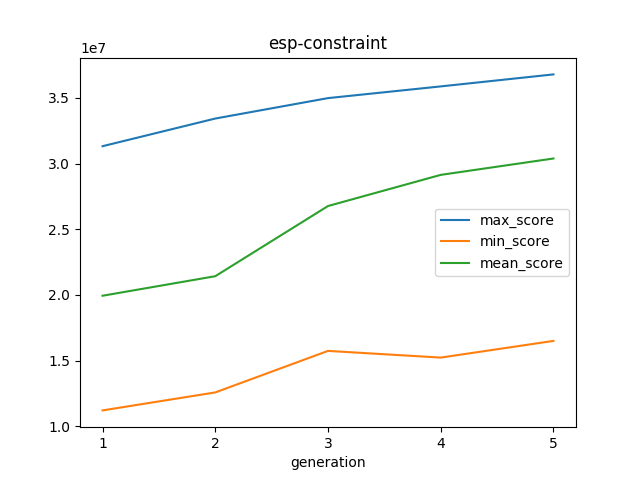 esp-constraint
1e7
3.5
3.0
2.5
2.0
1.5
1.0
max_score
min_score
mean_score
1 2 3 4 5
generation